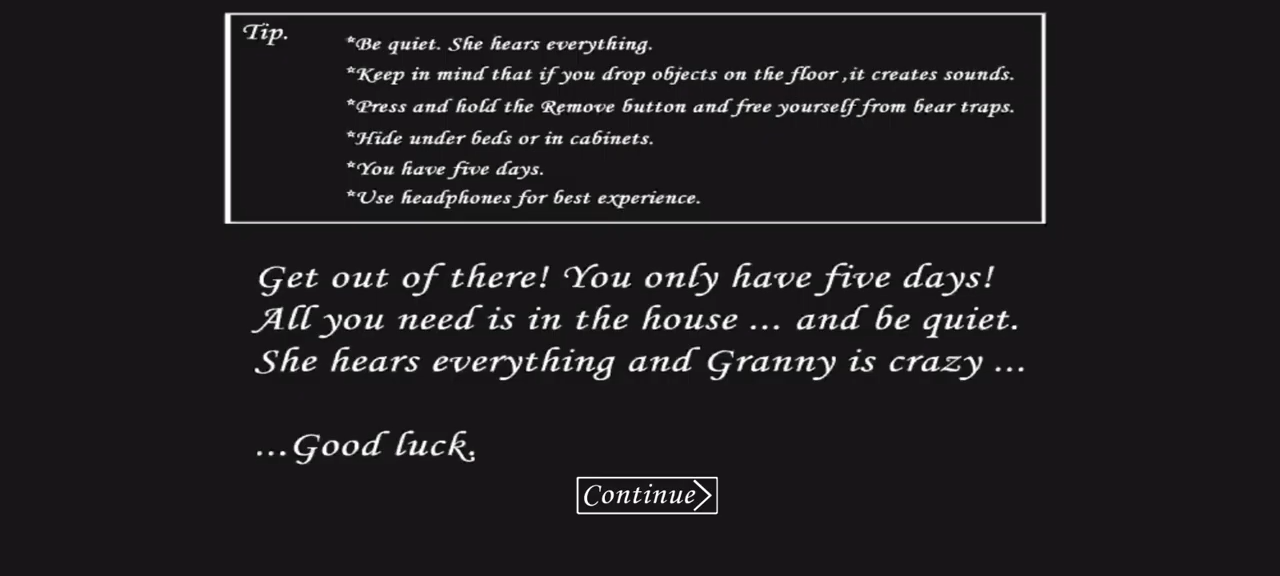 Tip.
*Be quiet. She hears everything.
*Keep in mind that if you drop objects on the floor ,it creates sounds.
*Press and hold the Remove button and free yourself from bear traps.
*Hide under beds or in cabinets.
*You have five days.
*Use headphones for best experience.
Get out of there! You only have five days!
All you need is in the house ... and be quiet.
She hears everything and Granny is crazy ...
...Good luck.
Continue